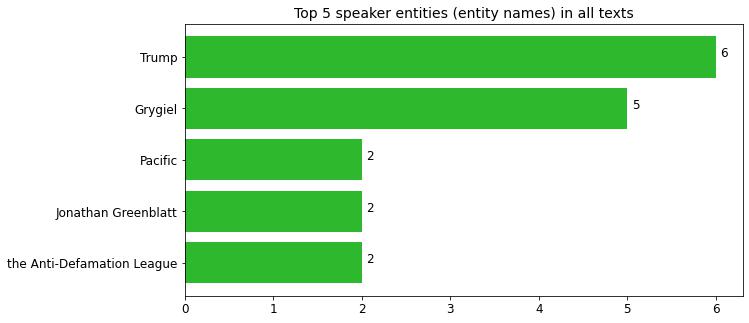 Top 5 speaker entities (entity names) in all texts
Trump 6
Grygiel 5
Pacific 2
Jonathan Greenblatt 2
the Anti-Defamation League 2
0 1 2 3 4 5 6